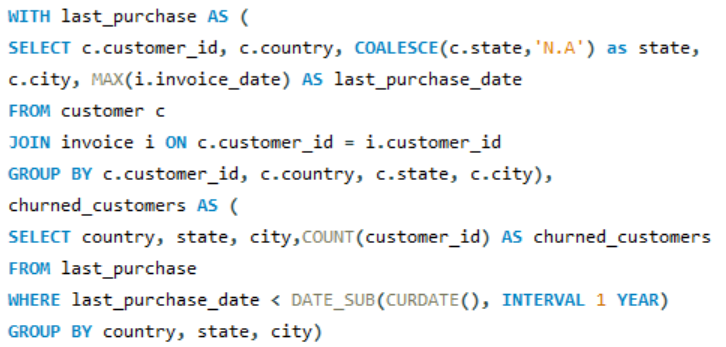 WITH last_purchase AS (
SELECT c.customer_id, c.country, COALESCE(c.state,'N.A') as state,
c.city, MAX(i.invoice_date) AS last_purchase_date
FROM customer c
JOIN invoice i ON c.customer_id = i.customer_id
GROUP BY c.customer_id, c.country, c.state, c.city),
churned_customers AS (
SELECT country, state, city,COUNT(customer_id) AS churned_customers
FROM last_purchase
WHERE last_purchase_date < DATE_SUB(CURDATE(), INTERVAL 1 YEAR)
GROUP BY country, state, city)